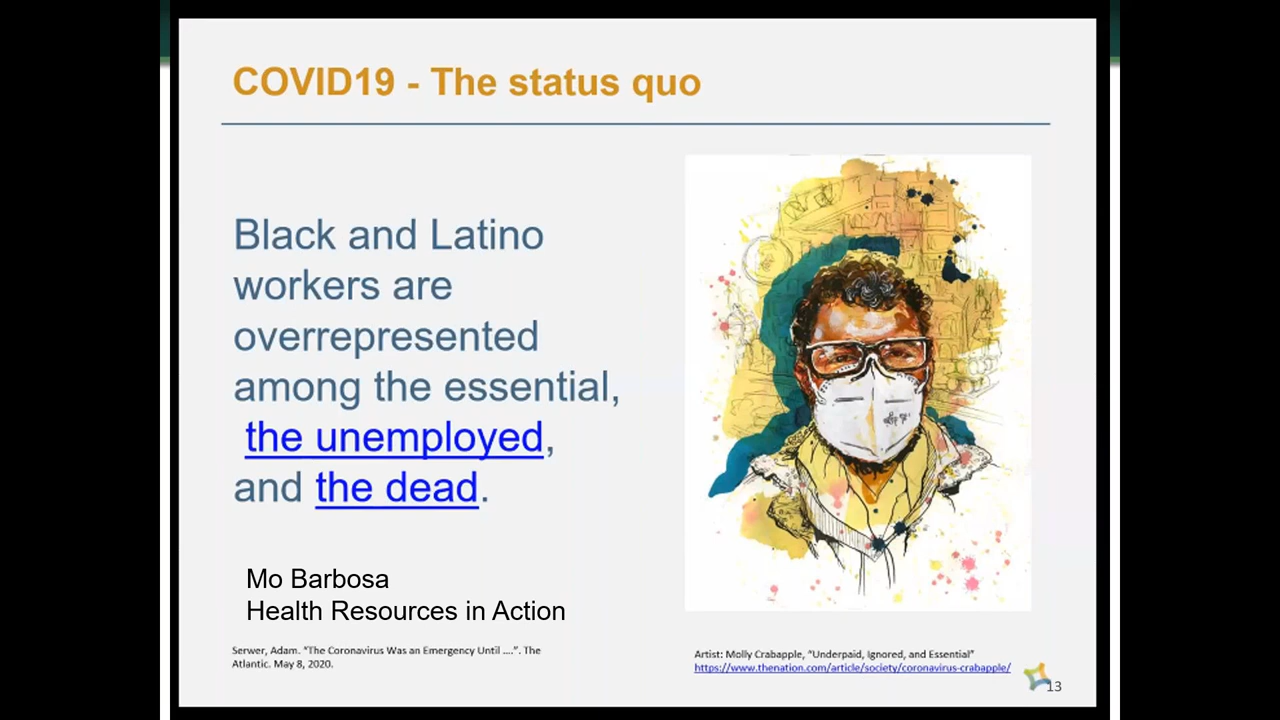 COVID19 - The status quo
Black and Latino
workers are
overrepresented
among the essential,
the unemployed,
and the dead.
Mo Barbosa
Health Resources in Action
Serwer, Adam. “The Coronavirus Was an Emergency Until ….”. The
Atlantic. May 8, 2020.
Artist: Molly Crabapple, “Underpaid, Ignored, and Essential”
https://www.thenation.com/article/society/coronavirus-crabapple/
13